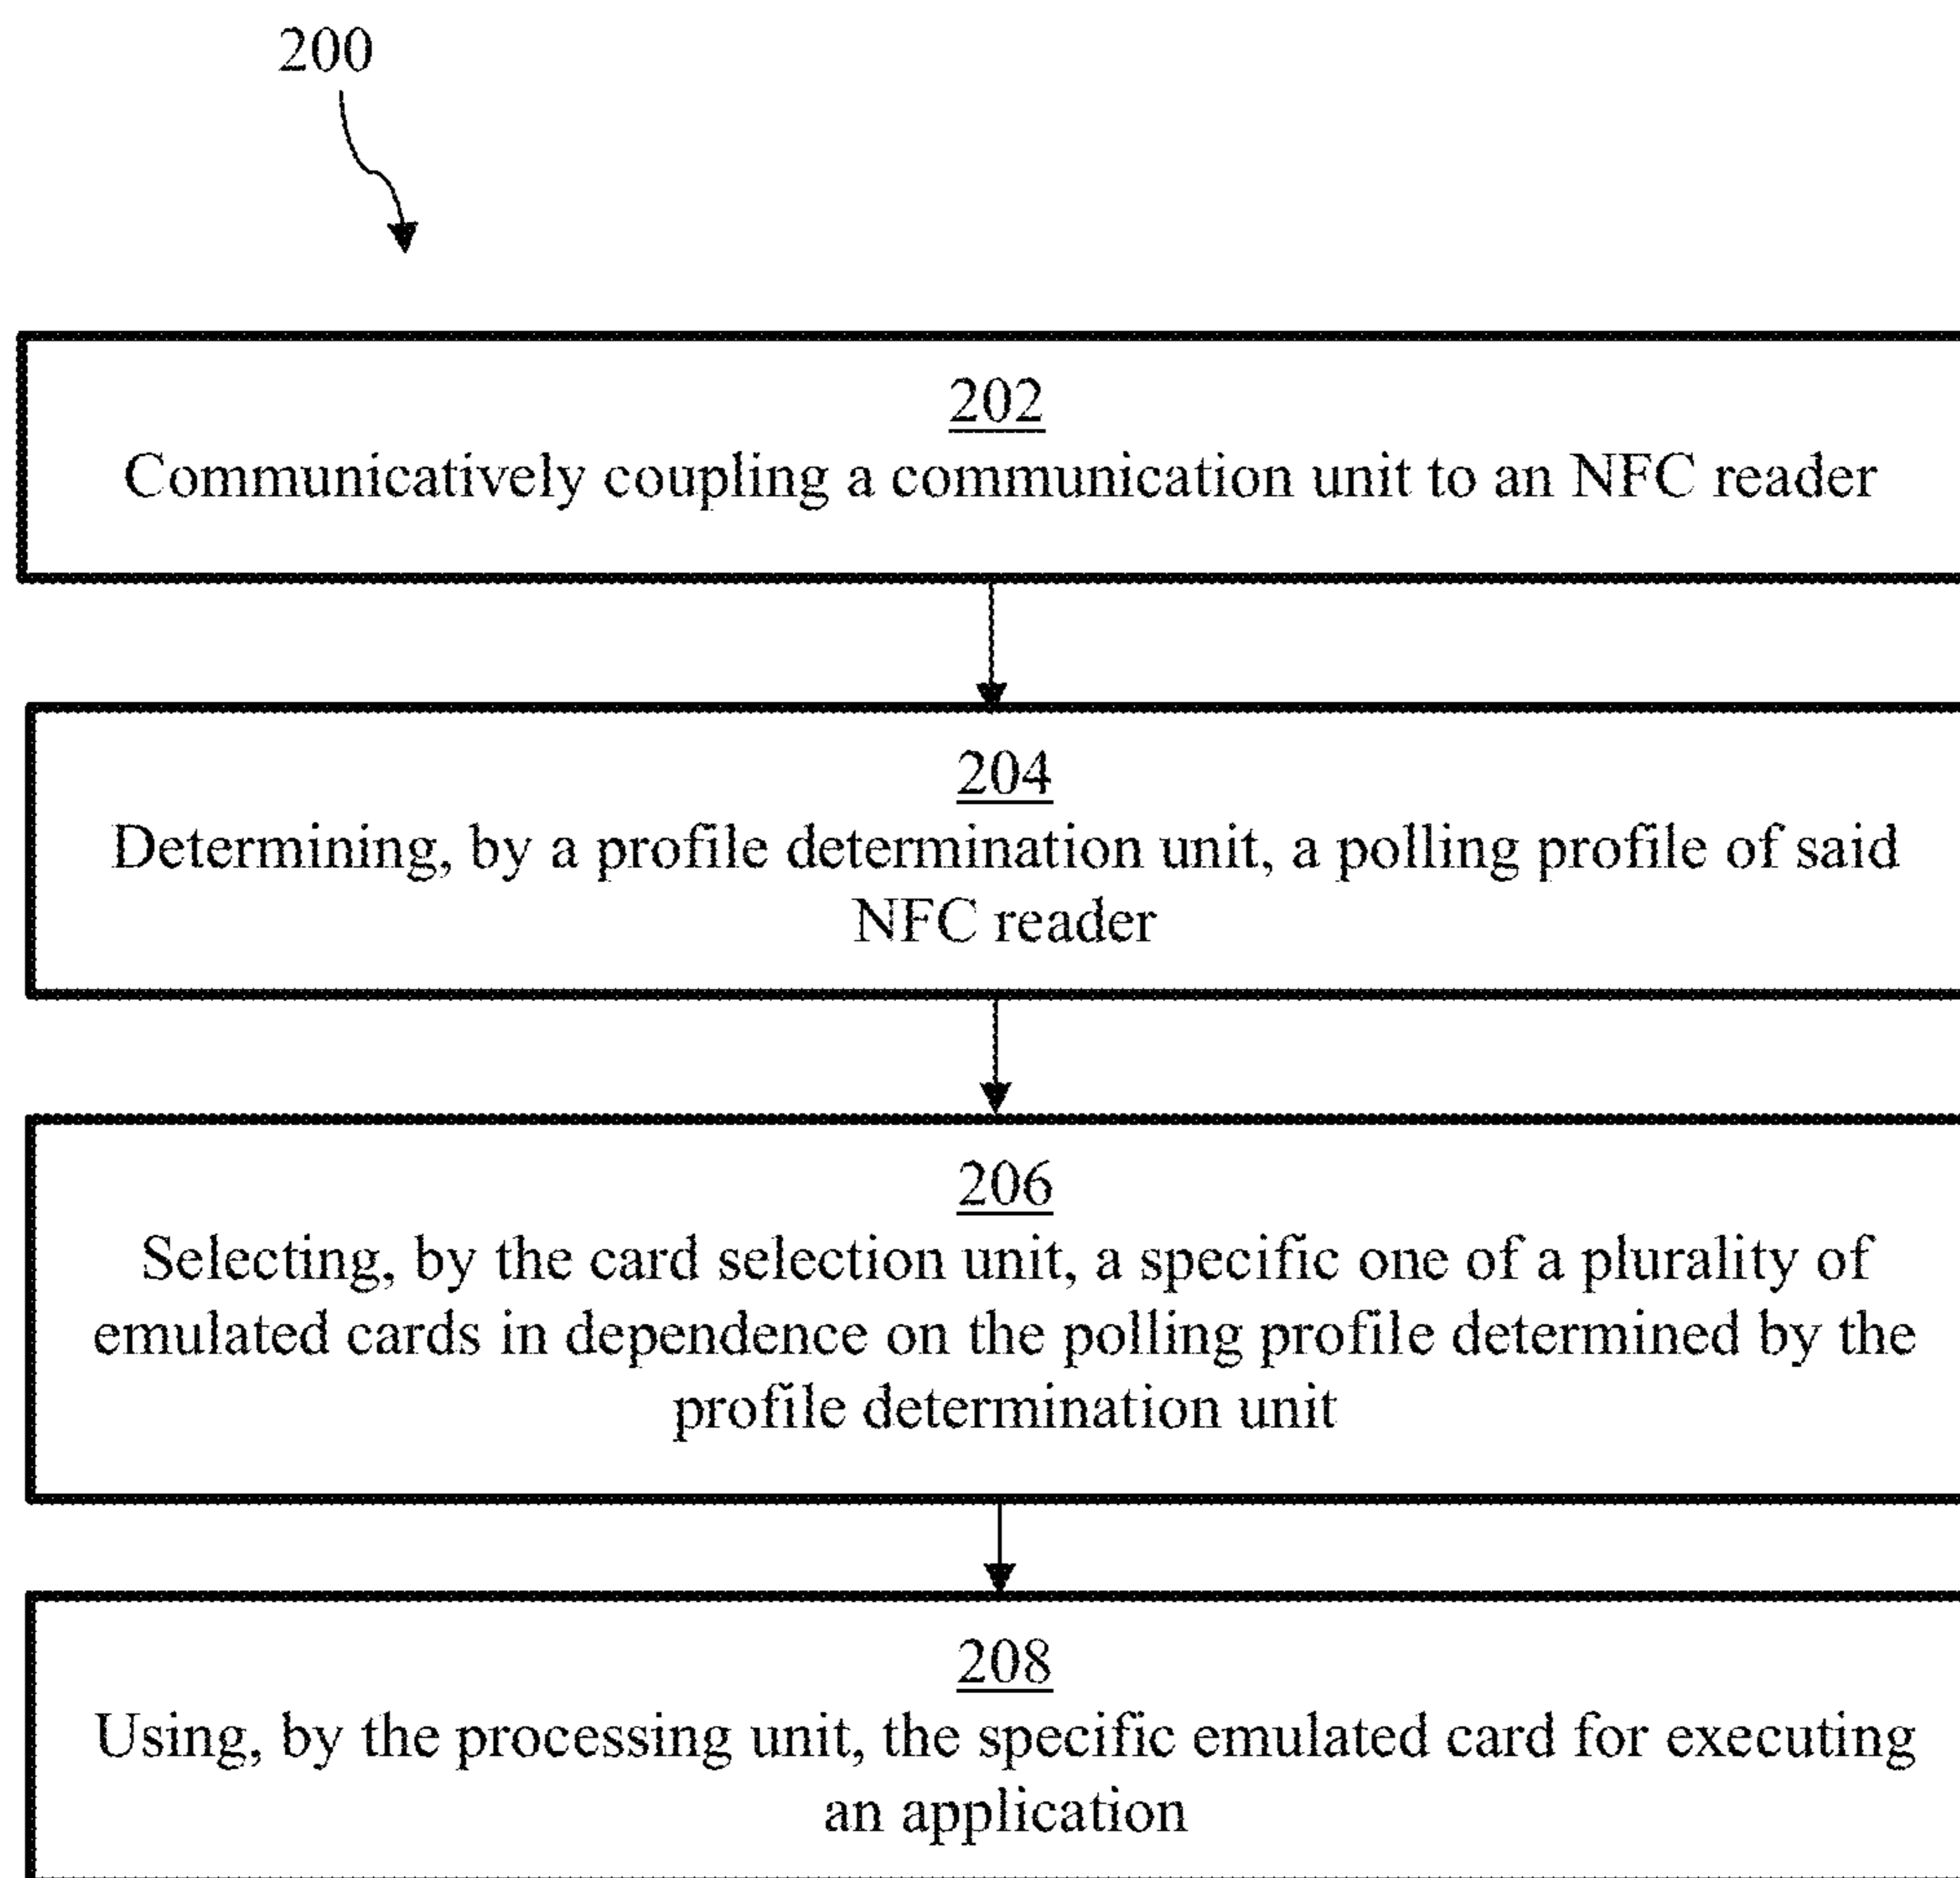 200
202
Communicatively coupling a communication unit to an NFC reader
204
Determining, by a profile determination unit, a polling profile of said
NFC reader
206
Selecting, by the card selection unit, a specific one of a plurality of
emulated cards in dependence on the polling profile determined by the
profile determination unit
208
Using, by the processing unit, the specific emulated card for executing
an application